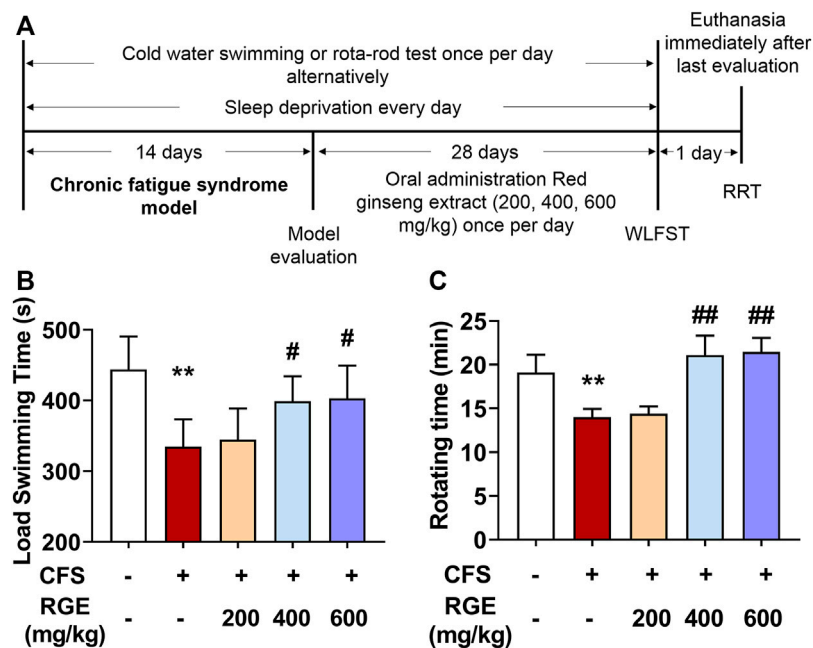 A
Cold water swimming or rota-rod test once per day
alternatively
Euthanasia
immediately after
last evaluation
Sleep deprivation every day
14 days
28 days
1 day
Chronic fatigue syndrome
model
Oral administration Red
ginseng extract (200, 400, 600
mg/kg) once per day
RRT
Model
evaluation
WLFST
B
Load Swimming Time (s)
500
400
300
200
**
#
#
CFS - + + + +
RGE
(mg/kg) - - 200 400 600
C
Rotating time (min)
25
20
15
10
5
0
**
##
##
CFS - + + + +
RGE
(mg/kg) - - 200 400 600